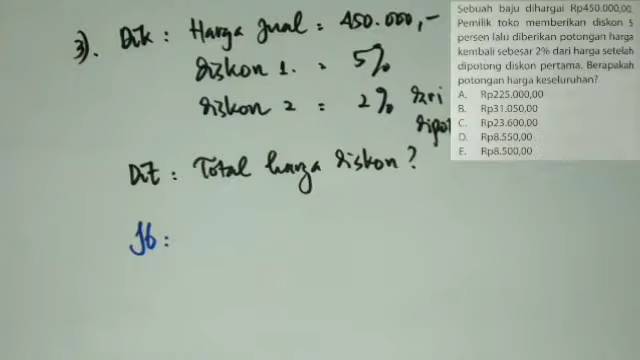 3). Dik : Harga Jual : 450.000,-
Diskon 1. : 5%
Diskon 2 : 2% dari
Dit : Total harga diskon ?
Jb :
Sebuah baju dihargai Rp450.000,00.
Pemilik toko memberikan diskon 5
persen lalu diberikan potongan harga
kembali sebesar 2% dari harga setelah
dipotong diskon pertama. Berapakah
potongan harga keseluruhan?
A. Rp225.000,00
B. Rp31.050,00
C. Rp23.600,00
D. Rp8.550,00
E. Rp8.500,00